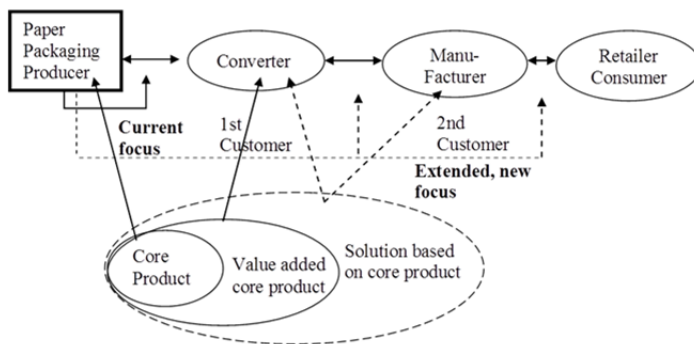 Paper
Packaging
Producer
Converter
Manu-
Facturer
Retailer
Consumer
Current
focus
1st
Customer
2nd
Customer
Extended, new
focus
Core
Product
Value added
core product
Solution based
on core product